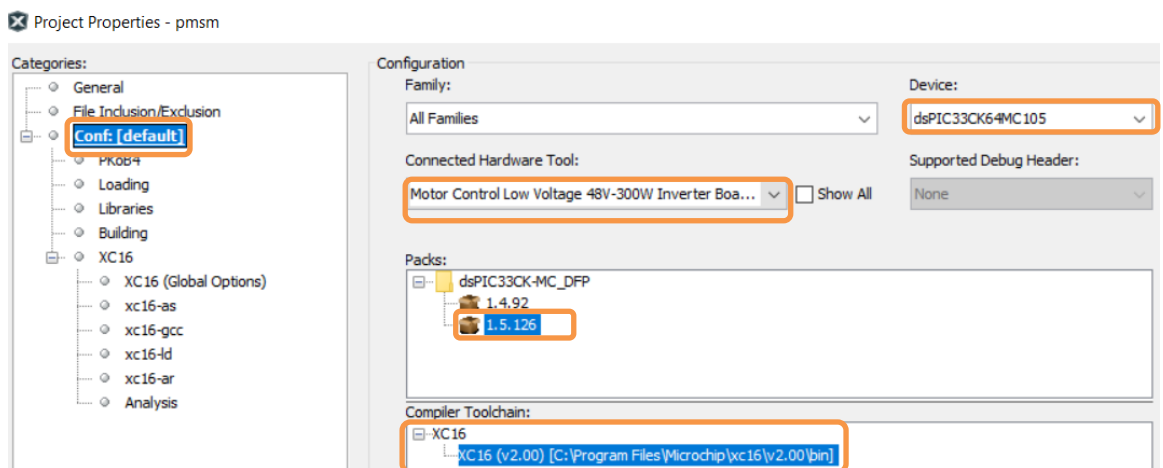 Project Properties - pmsm
Categories:
General
File Inclusion/Exclusion
Conf: [default]
PKoB4
Loading
Libraries
Building
XC16
XC16 (Global Options)
xc16-as
xc16-gcc
xc16-ld
xc16-ar
Analysis
Configuration
Family:
All Families
Device:
dsPIC33CK64MC105
Connected Hardware Tool:
Motor Control Low Voltage 48V-300W Inverter Boa...
Show All
Supported Debug Header:
None
Packs:
dsPIC33CK-MC_DFP
1.4.92
1.5.126
Compiler Toolchain:
XC16
XC16 (v2.00) [C:\Program Files\Microchip\xc16\v2.00\bin]